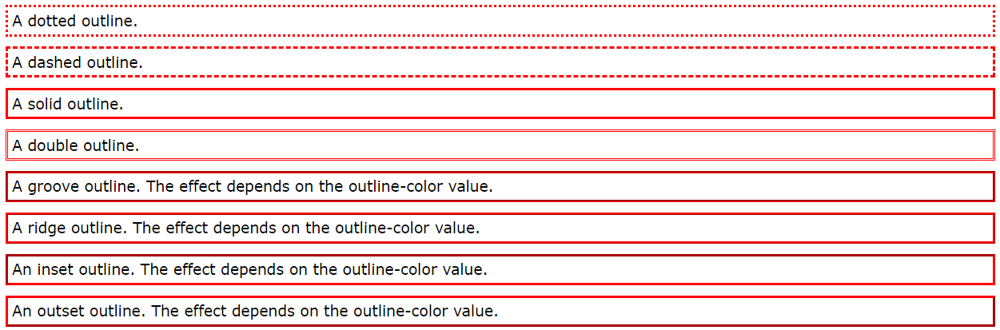 A dotted outline.
A dashed outline.
A solid outline.
A double outline.
A groove outline. The effect depends on the outline-color value.
A ridge outline. The effect depends on the outline-color value.
An inset outline. The effect depends on the outline-color value.
An outset outline. The effect depends on the outline-color value.